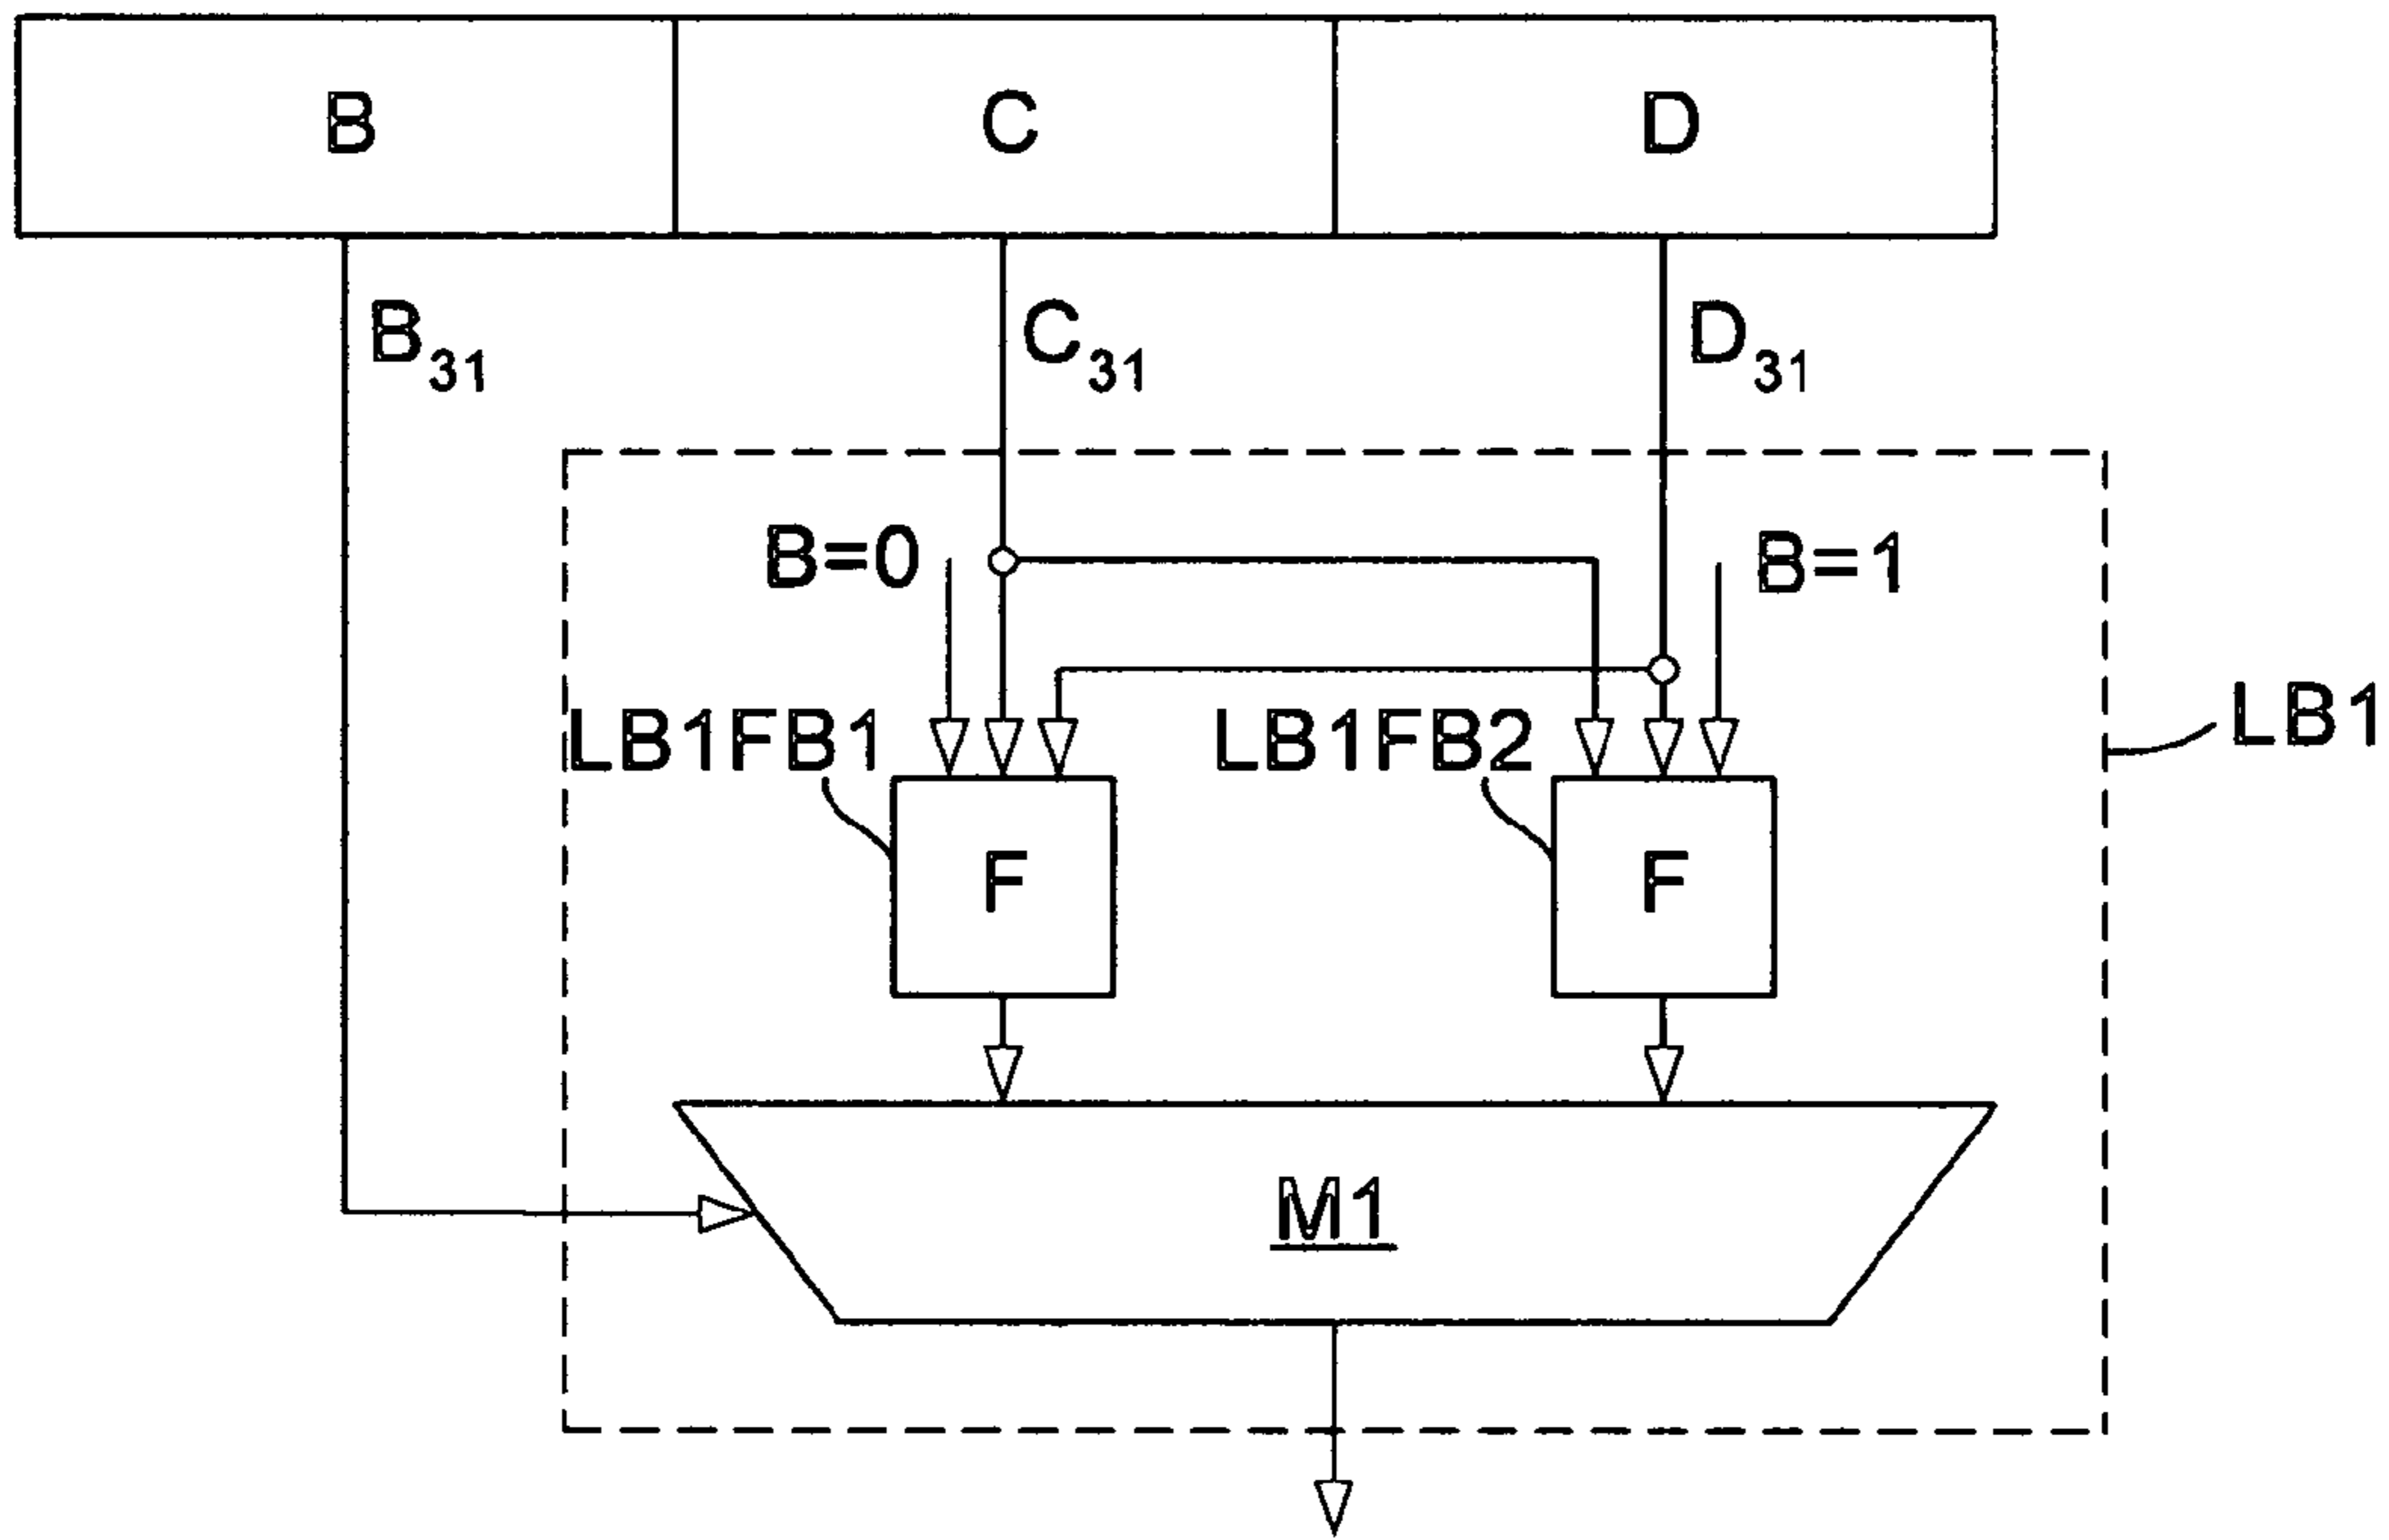 B C D
B31 C31 D31
B=0 B=1
LB1FB1 LB1FB2 LB1
F F
M1